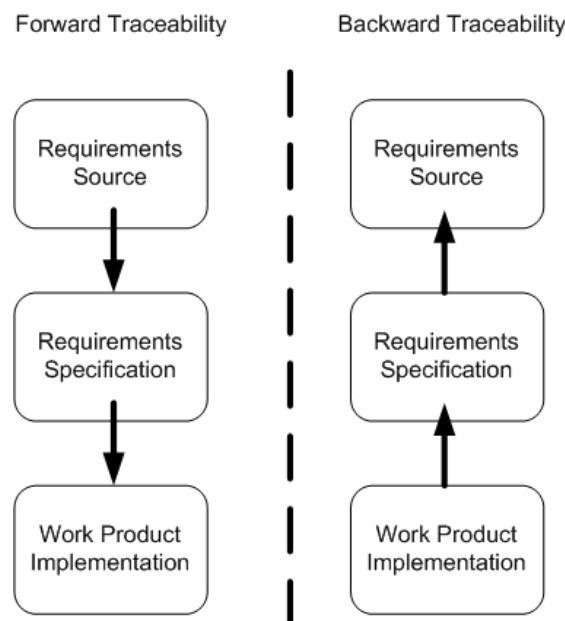 Forward Traceability
Requirements
Source
Requirements
Specification
Work Product
Implementation
Backward Traceability
Requirements
Source
Requirements
Specification
Work Product
Implementation